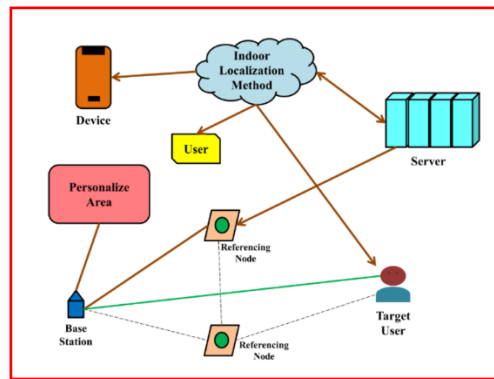 Indoor
Localization
Method
Device
User
Server
Personalize
Area
Referencing
Node
Base
Station
Referencing
Node
Target
User